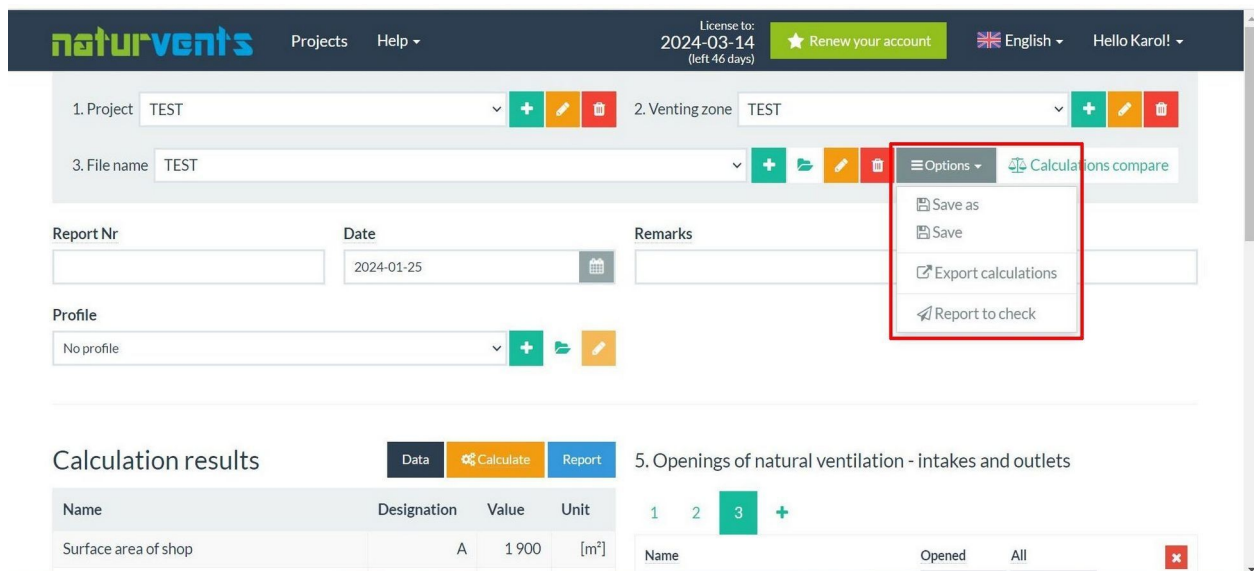 naturvents
Projects
Help
License to:
2024-03-14
(left 46 days)
Renew your account
English
Hello Karol!
1. Project TEST
2. Venting zone TEST
3. File name TEST
Options
Calculations compare
Save as
Save
Export calculations
Report to check
Report Nr
Date
2024-01-25
Remarks
Profile
No profile
Calculation results
Data
Calculate
Report
Name Designation Value Unit
Surface area of shop A 1 900 [m²]
5. Openings of natural ventilation - intakes and outlets
1 2 3
Name Opened All